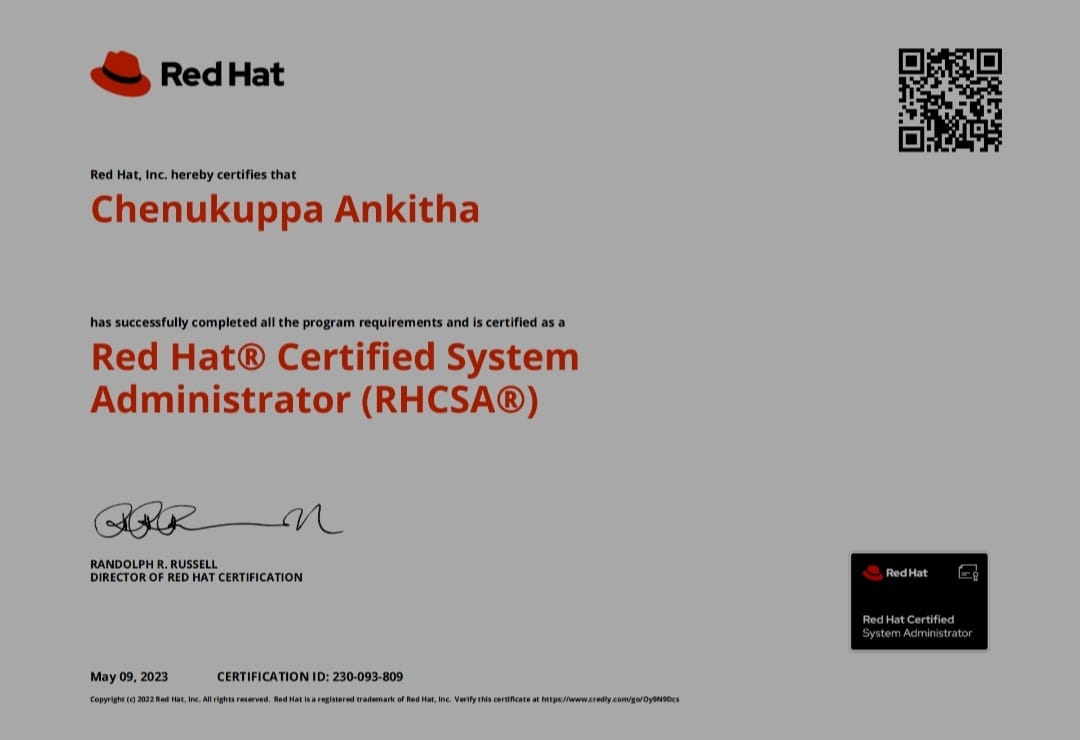 Red Hat
Red Hat, Inc. hereby certifies that
Chenukuppa Ankitha
has successfully completed all the program requirements and is certified as a
Red Hat® Certified System
Administrator (RHCSA®)
RANDOLPH R. RUSSELL
DIRECTOR OF RED HAT CERTIFICATION
Red Hat
Red Hat Certified
System Administrator
May 09, 2023 CERTIFICATION ID: 230-093-809
Copyright (c) 2022 Red Hat, Inc. All rights reserved. Red Hat is a registered trademark of Red Hat, Inc. Verify this certificate at https://www.credly.com/go/Oy9N9Dcs